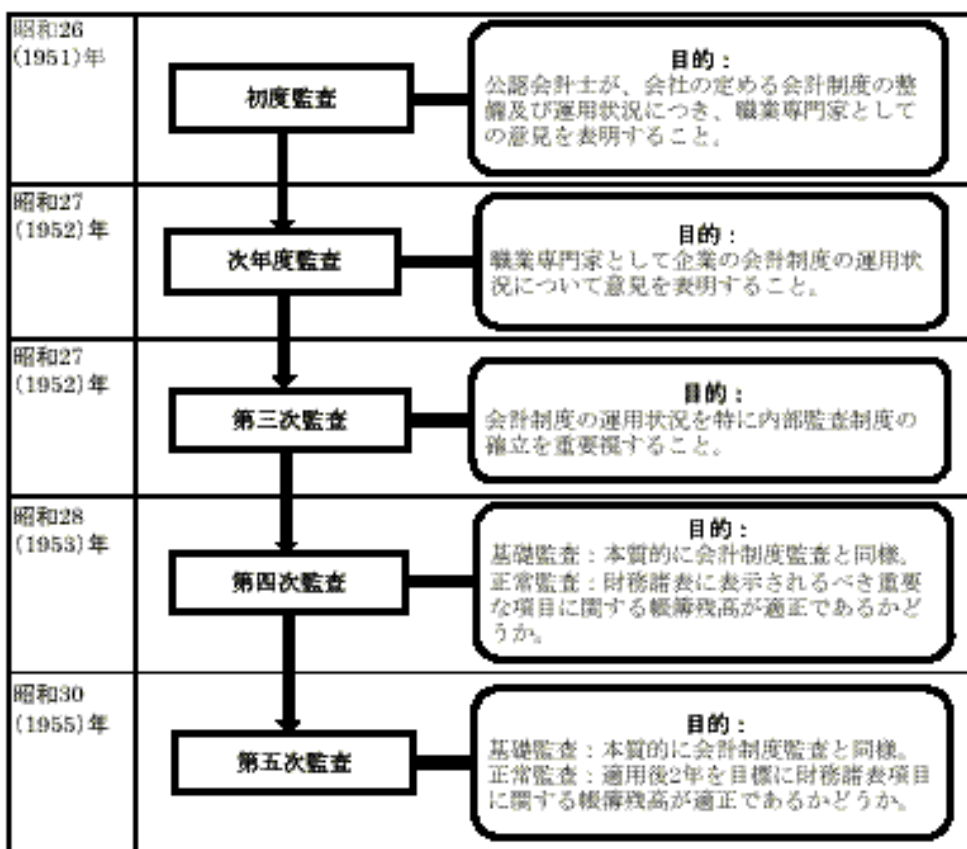 昭和26
(1951)年
初度監査
目的：
公認会計士が、会社の定める会計制度の整
備及び運用状況につき、職業専門家として
の意見を表明すること。
昭和27
(1952)年
次年度監査
目的：
職業専門家として企業の会計制度の運用状
況について意見を表明すること。
昭和27
(1952)年
第三次監査
目的：
会計制度の運用状況を特に内部監査制度の
確立を重要視すること。
昭和28
(1953)年
第四次監査
目的：
基礎監査：本質的に会計制度監査と同様。
正常監査：財務諸表に表示されるべき重要
な項目に関する帳簿残高が適正であるかど
うか。
昭和30
(1955)年
第五次監査
目的：
基礎監査：本質的に会計制度監査と同様。
正常監査：適用後2年を目標に財務諸表項目
に関する帳簿残高が適正であるかどうか。